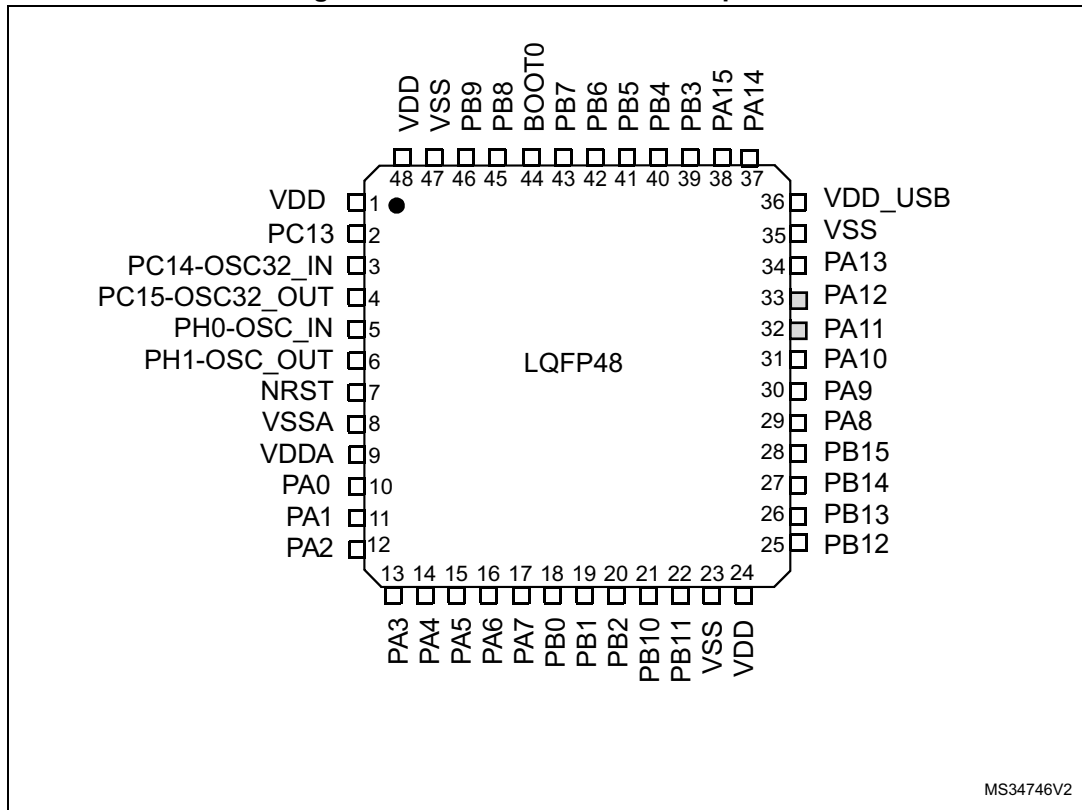 VDD
VSS
PB9
PB8
BOOT0
PB7
PB6
PB5
PB4
PB3
PA15
PA14
48 47 46 45 44 43 42 41 40 39 38 37
VDD 1
PC13 2
PC14-OSC32_IN 3
PC15-OSC32_OUT 4
PH0-OSC_IN 5
PH1-OSC_OUT 6
NRST 7
VSSA 8
VDDA 9
PA0 10
PA1 11
PA2 12
LQFP48
36 VDD_USB
35 VSS
34 PA13
33 PA12
32 PA11
31 PA10
30 PA9
29 PA8
28 PB15
27 PB14
26 PB13
25 PB12
13 14 15 16 17 18 19 20 21 22 23 24
PA3
PA4
PA5
PA6
PA7
PB0
PB1
PB2
PB10
PB11
VSS
VDD
MS34746V2